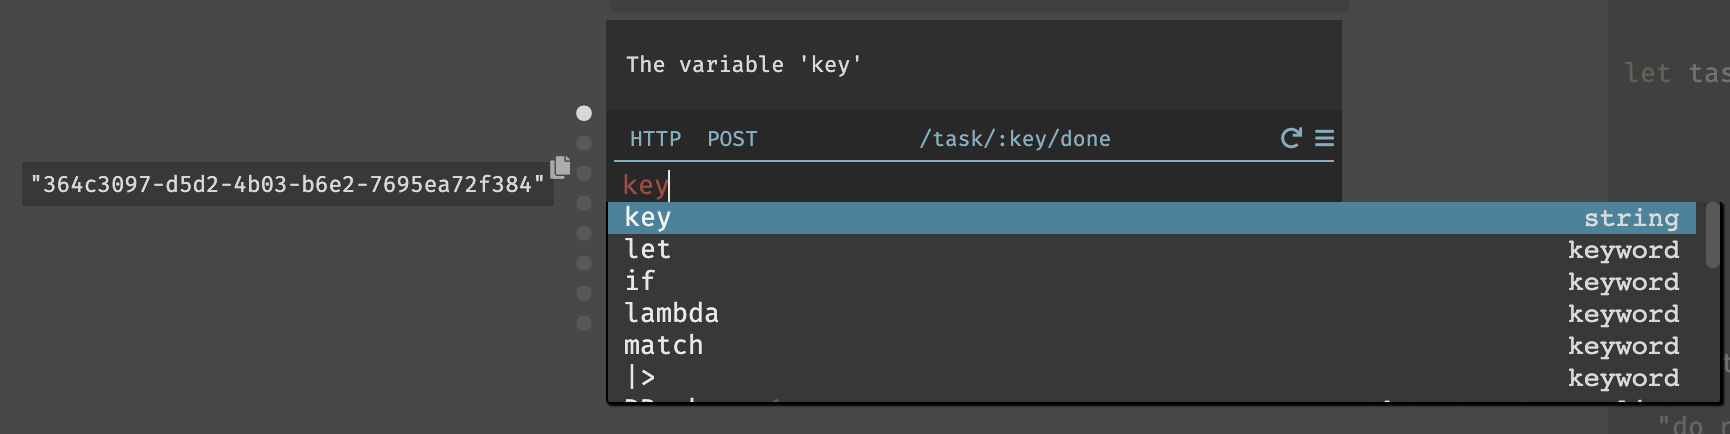 The variable 'key'
let tas
HTTP POST /task/:key/done
"364c3097-d5d2-4b03-b6e2-7695ea72f384"
key
key string
let keyword
if keyword
lambda keyword
match keyword
|> keyword
"do